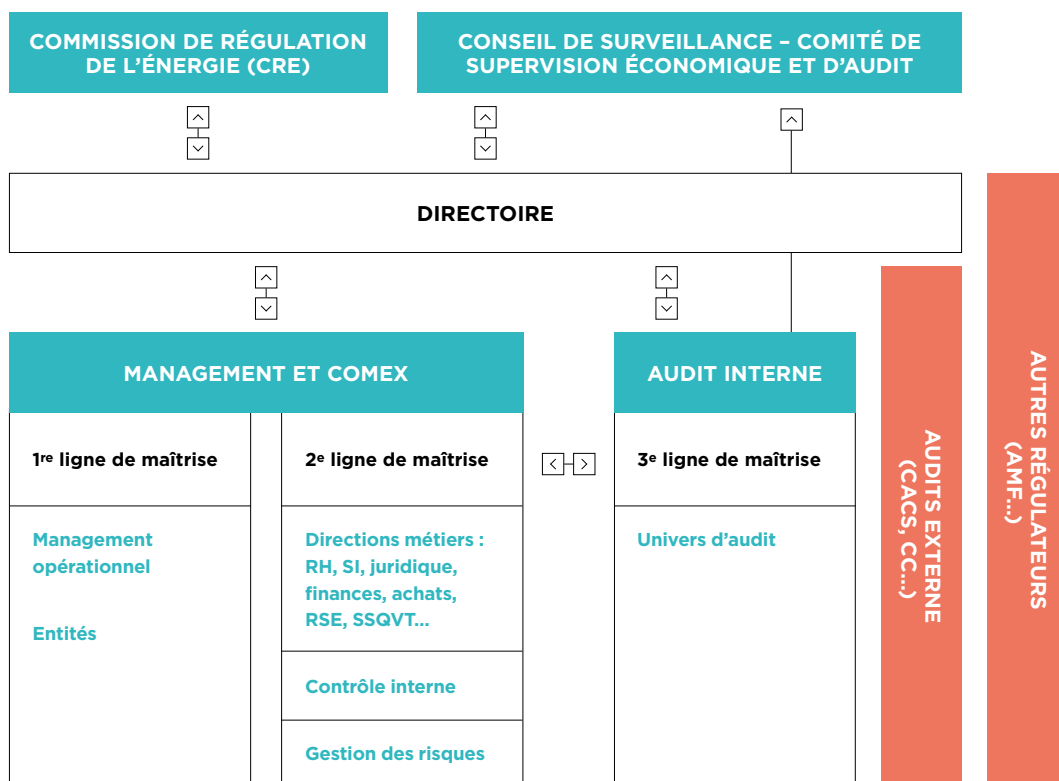 COMMISSION DE RÉGULATION
DE L'ÉNERGIE (CRE)
CONSEIL DE SURVEILLANCE – COMITÉ DE
SUPERVISION ÉCONOMIQUE ET D'AUDIT
DIRECTOIRE
MANAGEMENT ET COMEX
1re ligne de maîtrise
Management
opérationnel
Entités
2e ligne de maîtrise
Directions métiers :
RH, SI, juridique,
finances, achats,
RSE, SSQVT...
Contrôle interne
Gestion des risques
AUDIT INTERNE
3e ligne de maîtrise
Univers d'audit
AUDITS EXTERNE
(CACS, CC...)
AUTRES RÉGULATEURS
(AMF...)